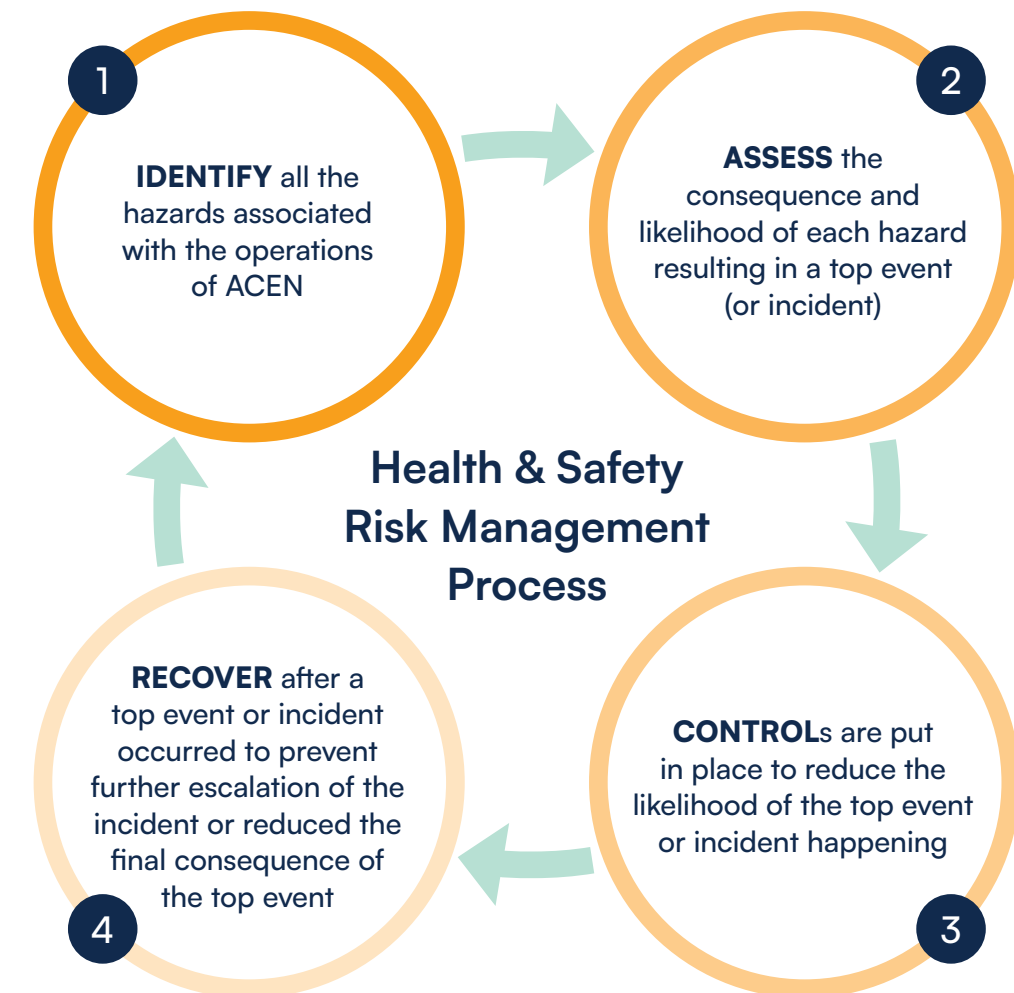 1
IDENTIFY all the
hazards associated
with the operations
of ACEN
2
ASSESS the
consequence and
likelihood of each hazard
resulting in a top event
(or incident)
Health & Safety
Risk Management
Process
3
CONTROLs are put
in place to reduce the
likelihood of the top event
or incident happening
4
RECOVER after a
top event or incident
occurred to prevent
further escalation of the
incident or reduced the
final consequence of
the top event